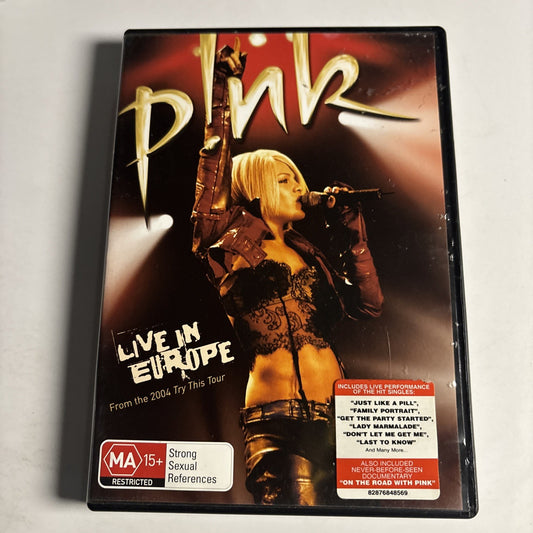 p!nk
LIVE IN
EUROPE
From the 2004 Try This Tour
MA 15+
RESTRICTED
Strong
Sexual
References
INCLUDES LIVE PERFORMANCE
OF THE HIT SINGLES:
"JUST LIKE A PILL",
"FAMILY PORTRAIT",
"GET THE PARTY STARTED",
"LADY MARMALADE",
"DON'T LET ME GET ME",
"LAST TO KNOW"
And Many More...
ALSO INCLUDED
NEVER-BEFORE-SEEN
DOCUMENTARY
"ON THE ROAD WITH PINK"
82876848569